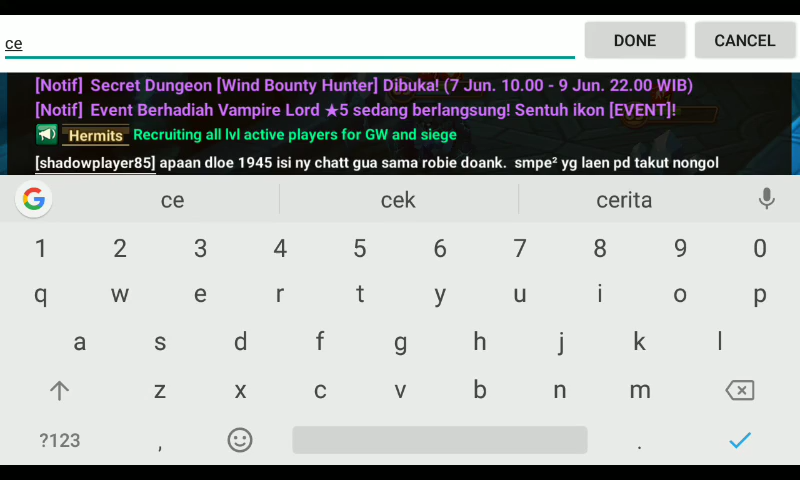 ce
DONE CANCEL
[Notif] Secret Dungeon [Wind Bounty Hunter] Dibuka! (7 Jun. 10.00 - 9 Jun. 22.00 WIB)
[Notif] Event Berhadiah Vampire Lord ★5 sedang berlangsung! Sentuh ikon [EVENT]!
Hermits Recruiting all lvl active players for GW and siege
[shadowplayer85] apaan dloe 1945 isi ny chatt gua sama robie doank. smpe² yg laen pd takut nongol
ce cek cerita
1 2 3 4 5 6 7 8 9 0
q w e r t y u i o p
a s d f g h j k l
z x c v b n m
?123 , .